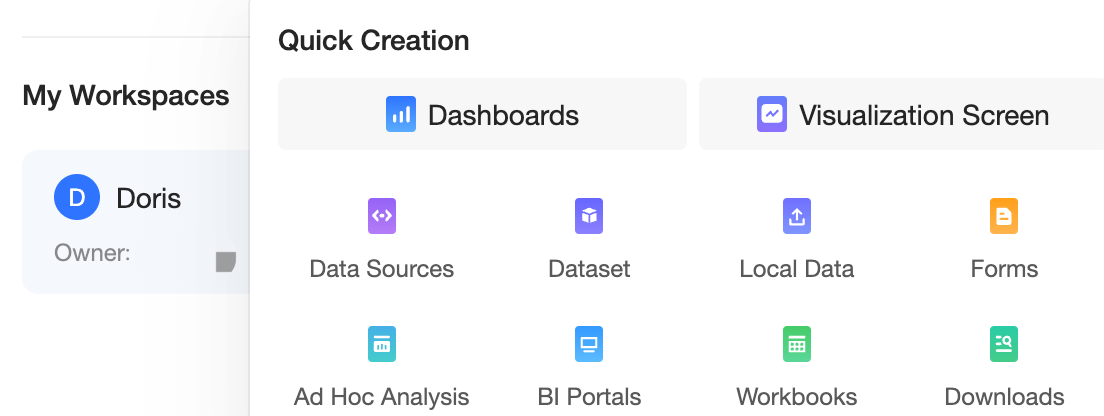 My Workspaces
D
Doris
Owner:
Quick Creation
Dashboards
Visualization Screen
Data Sources
Dataset
Local Data
Forms
Ad Hoc Analysis
BI Portals
Workbooks
Downloads